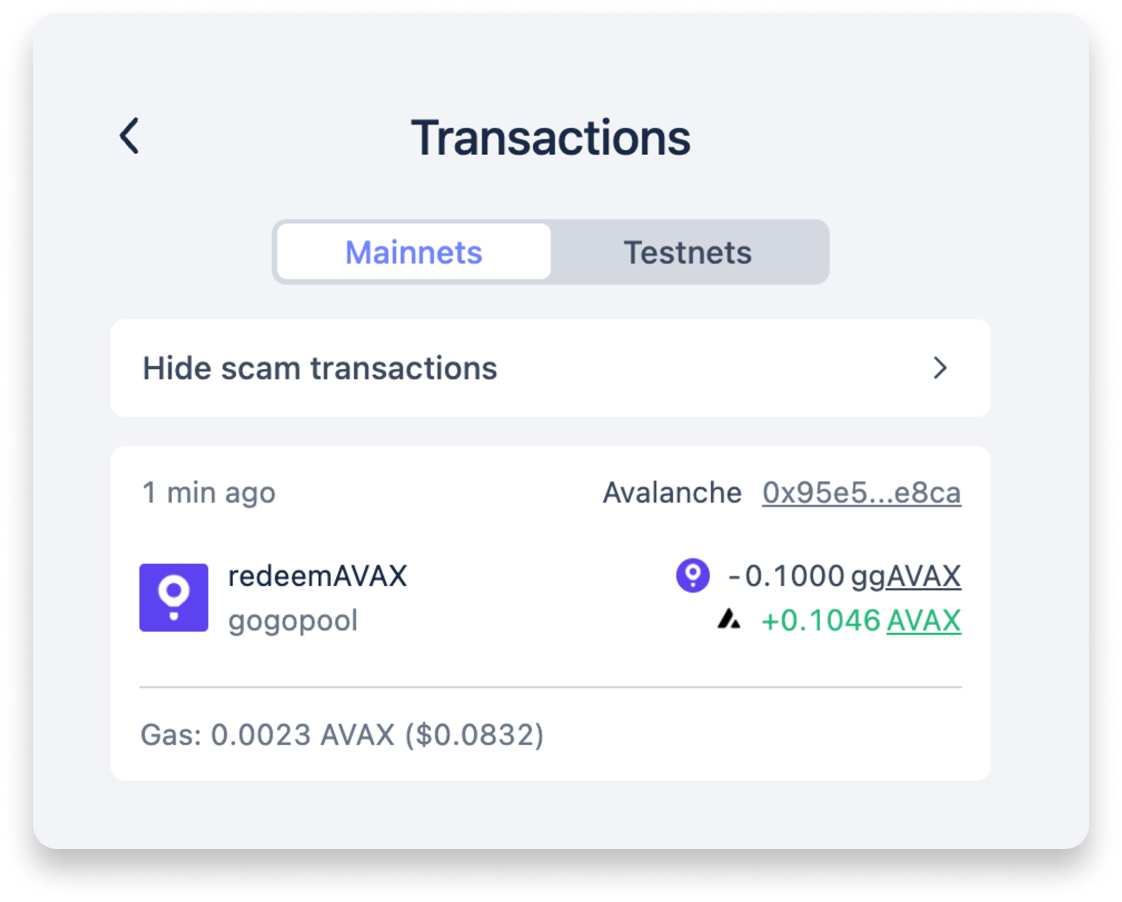 Transactions
Mainnets Testnets
Hide scam transactions
1 min ago Avalanche 0x95e5...e8ca
redeemAVAX -0.1000 ggAVAX
gogopool +0.1046 AVAX
Gas: 0.0023 AVAX ($0.0832)